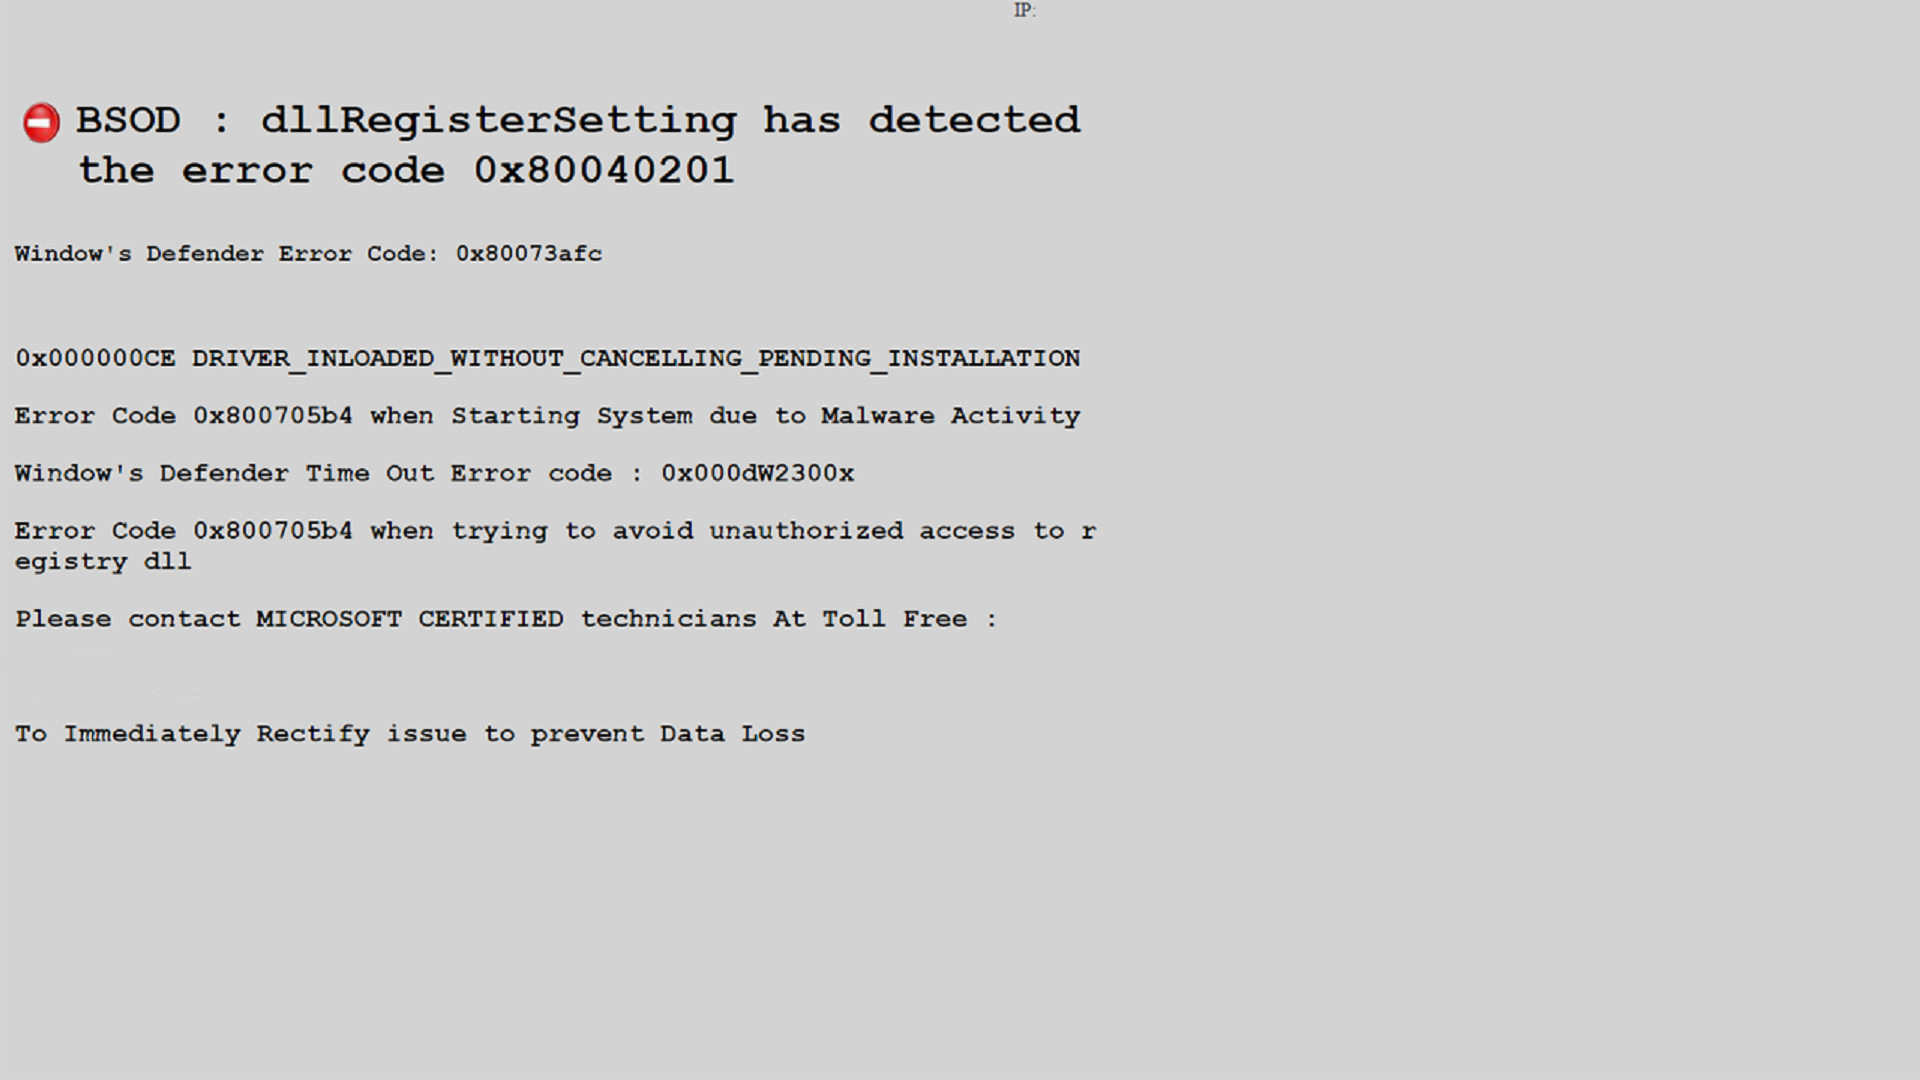 IP:
BSOD : dllRegisterSetting has detected
the error code 0x80040201
Window's Defender Error Code: 0x80073afc
0x000000CE DRIVER_INLOADED_WITHOUT_CANCELLING_PENDING_INSTALLATION
Error Code 0x800705b4 when Starting System due to Malware Activity
Window's Defender Time Out Error code : 0x000dW2300x
Error Code 0x800705b4 when trying to avoid unauthorized access to r
egistry dll
Please contact MICROSOFT CERTIFIED technicians At Toll Free :
To Immediately Rectify issue to prevent Data Loss